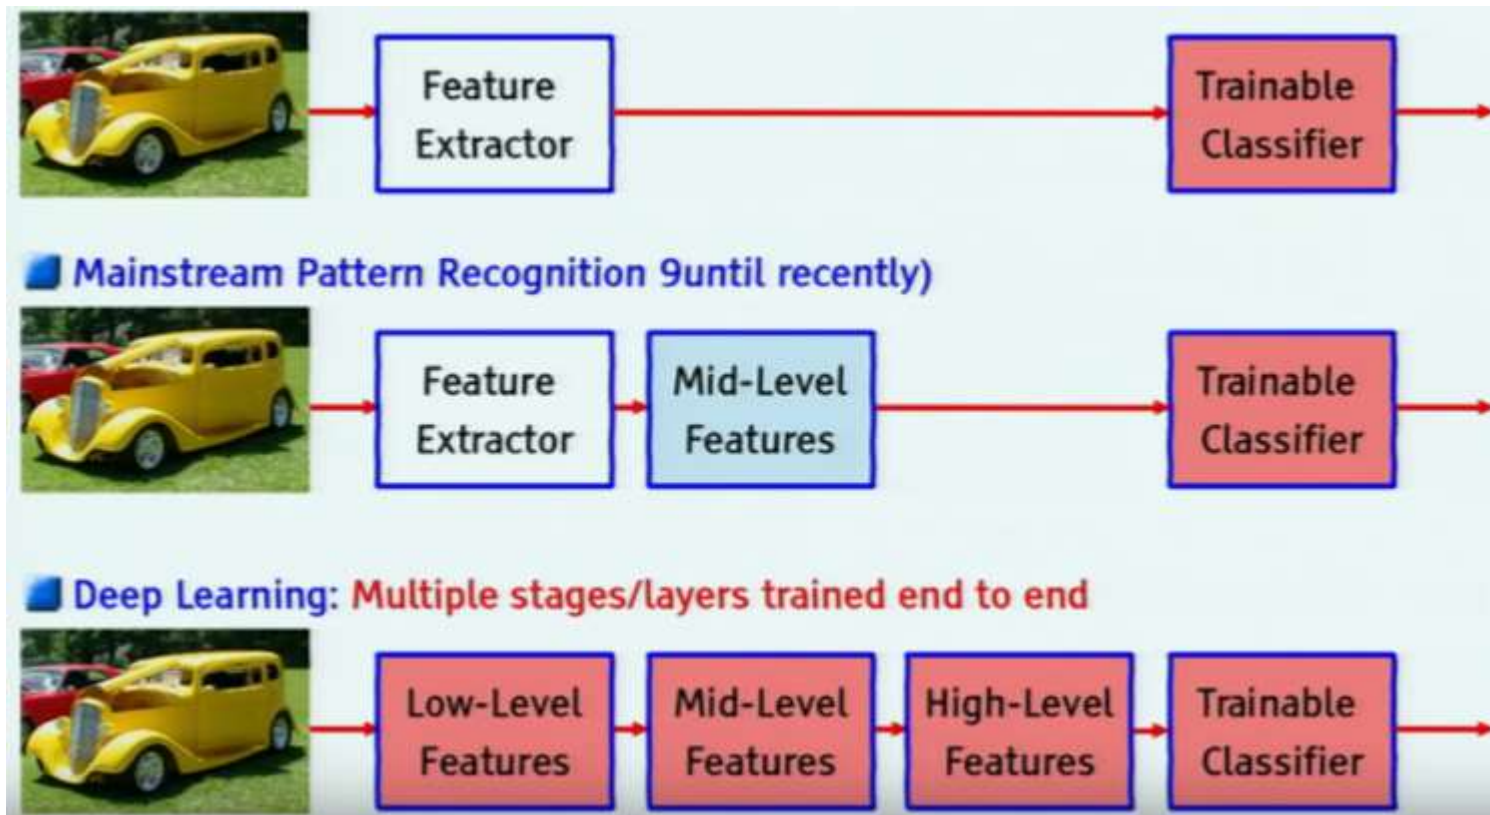 Feature
Extractor
Trainable
Classifier
Mainstream Pattern Recognition 9until recently)
Feature
Extractor
Mid-Level
Features
Trainable
Classifier
Deep Learning: Multiple stages/layers trained end to end
Low-Level
Features
Mid-Level
Features
High-Level
Features
Trainable
Classifier